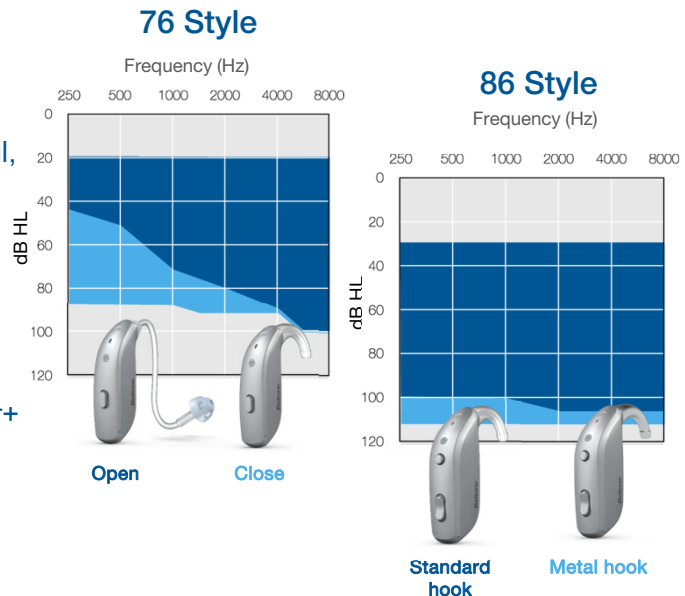 76 Style
Frequency (Hz)
250 500 1000 2000 4000 8000
0
20
40
60
80
100
120
dB HL
l,
r+
Open Close
86 Style
Frequency (Hz)
250 500 1000 2000 4000 8000
0
20
40
60
80
100
120
dB HL
Standard
hook
Metal hook